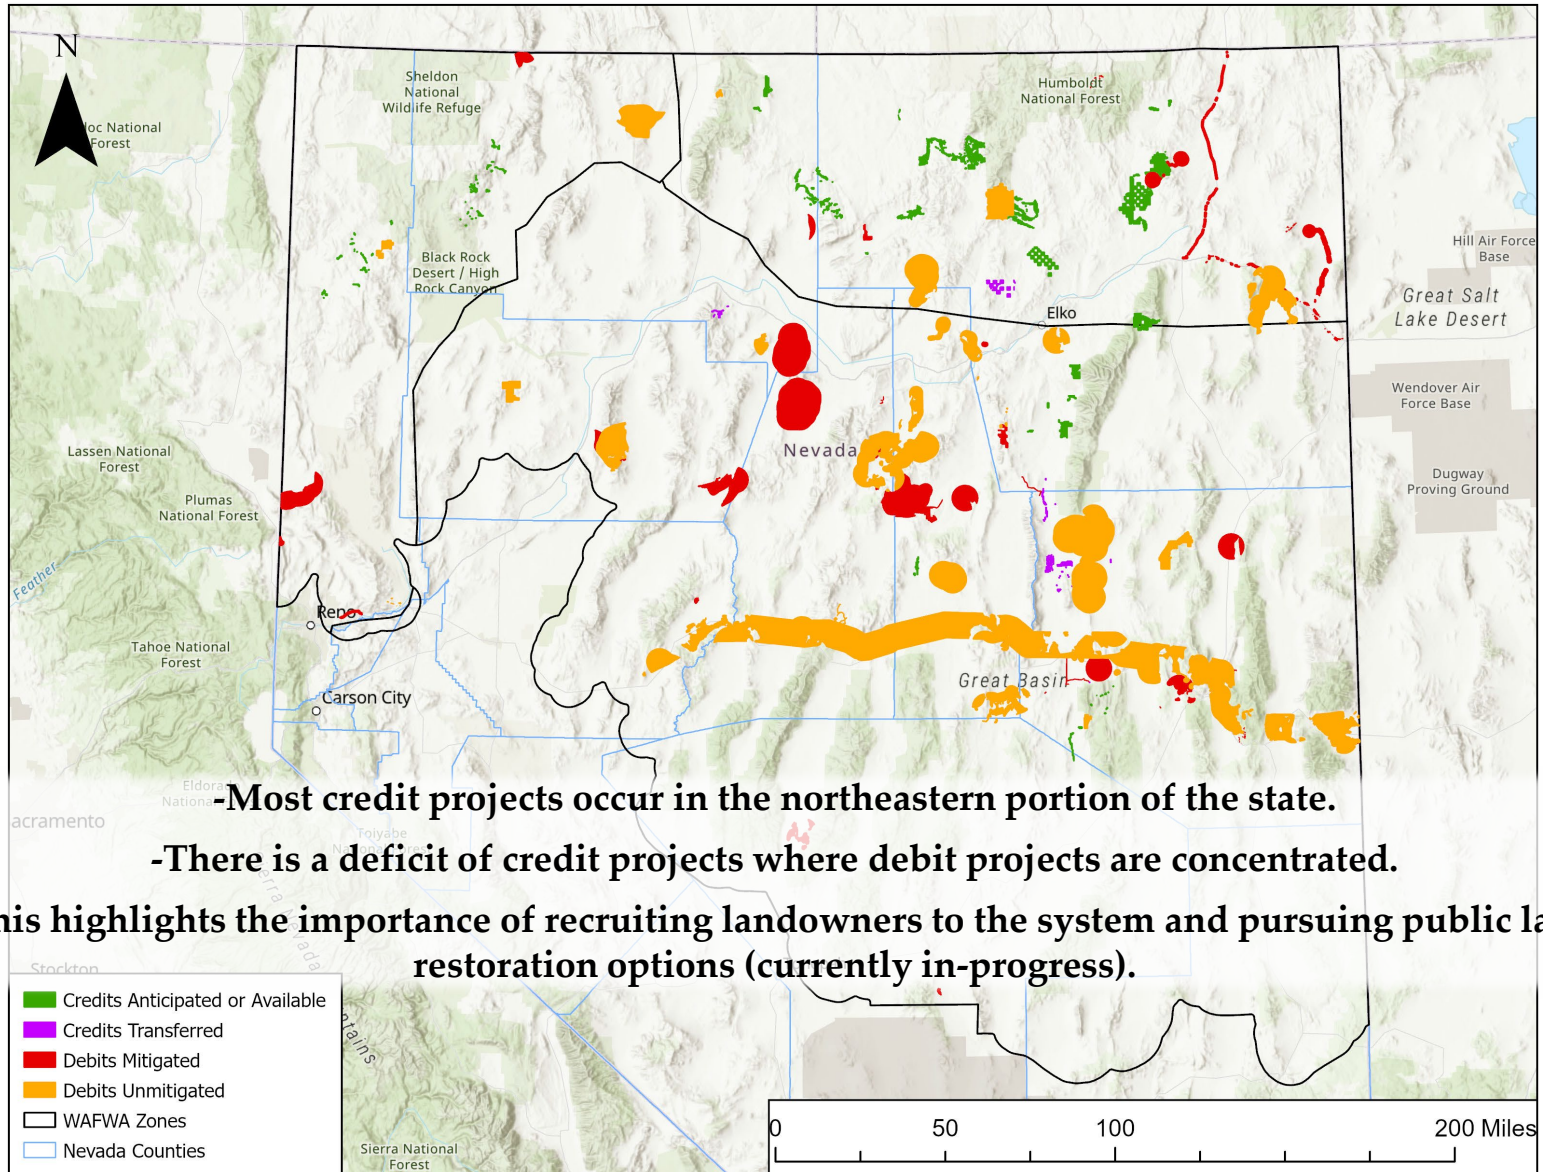 N
Sheldon
National
Wildlife Refuge
Humboldt
National Forest
oc National
Forest
Black Rock
Desert / High
Rock Canyon
Hill Air Force
Base
Great Salt
Lake Desert
Elko
Wendover Air
Force Base
Nevada
Lassen National
Forest
Dugway
Proving Ground
Plumas
National Forest
Feather
Reno
Tahoe National
Forest
Great Basin
Carson City
-Most credit projects occur in the northeastern portion of the state.
acramento
Toiyabe
-There is a deficit of credit projects where debit projects are concentrated.
his highlights the importance of recruiting landowners to the system and pursuing public la
restoration options (currently in-progress).
Stockton
Credits Anticipated or Available
Credits Transferred
Debits Mitigated
Debits Unmitigated
WAFWA Zones
Nevada Counties
Sierra National
Forest
0 50 100 200 Miles